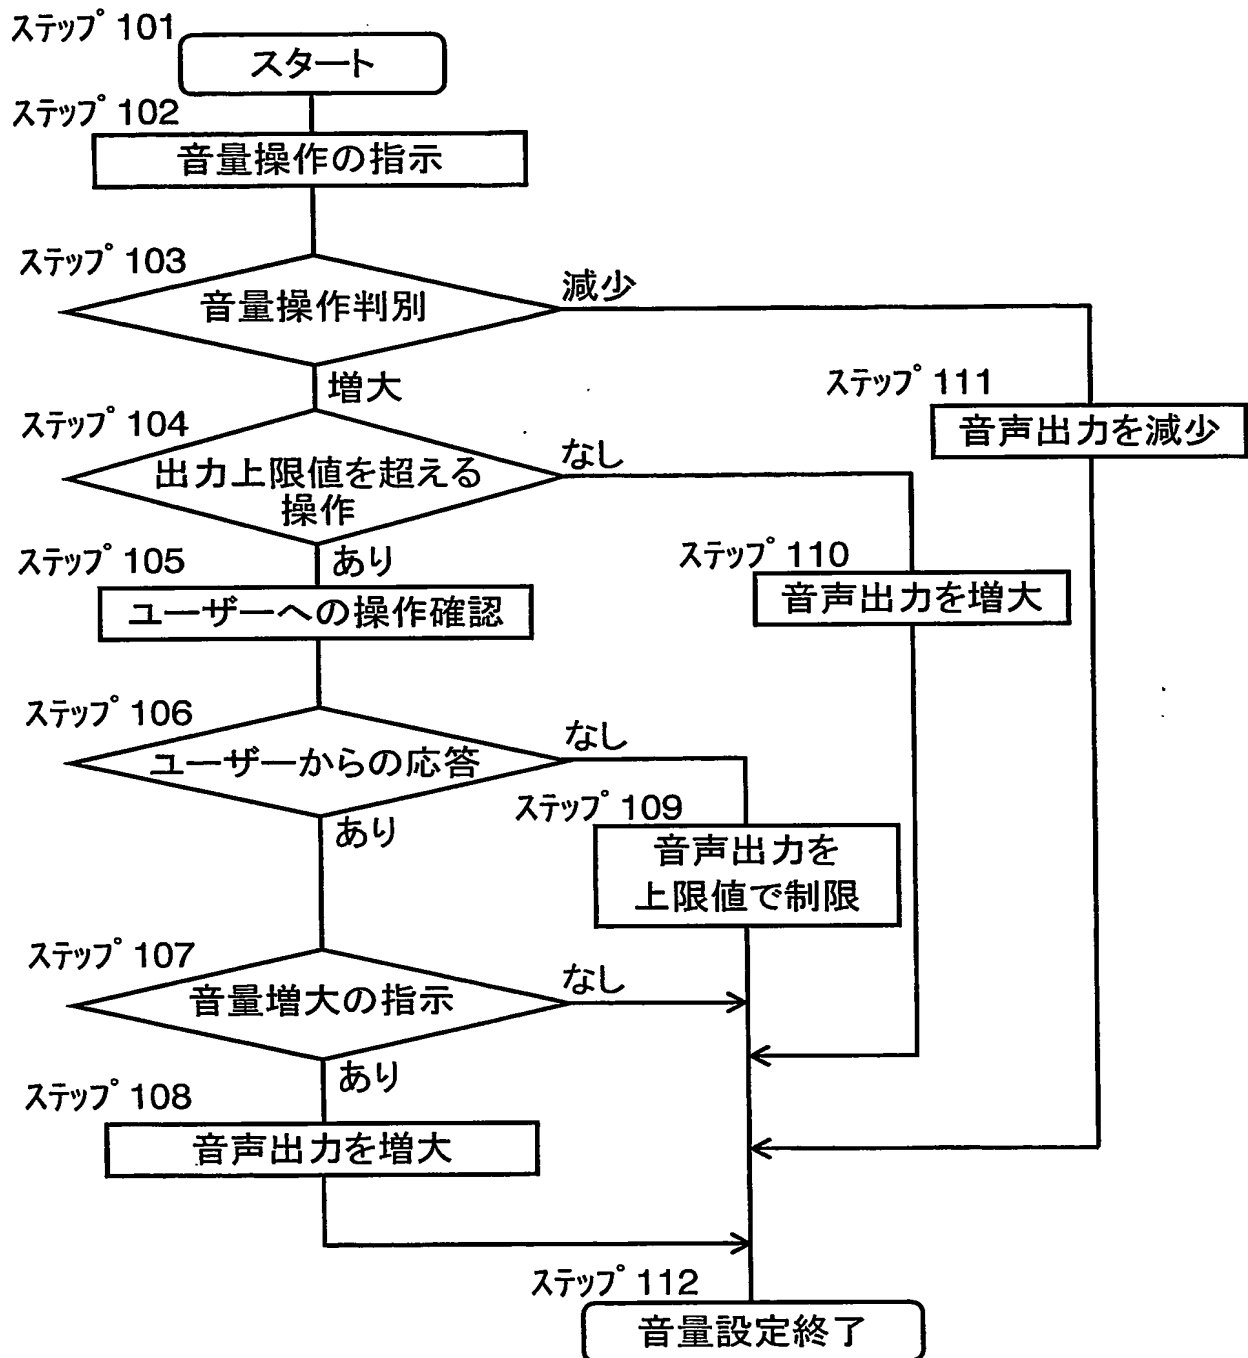 ステップ 101
スタート
ステップ 102
音量操作の指示
ステップ 103
音量操作判別
減少
増大
ステップ 111
音声出力を減少
ステップ 104
出力上限値を超える
操作
なし
あり
ステップ 105
ユーザーへの操作確認
ステップ 110
音声出力を増大
ステップ 106
ユーザーからの応答
なし
あり
ステップ 109
音声出力を
上限値で制限
ステップ 107
音量増大の指示
なし
あり
ステップ 108
音声出力を増大
ステップ 112
音量設定終了